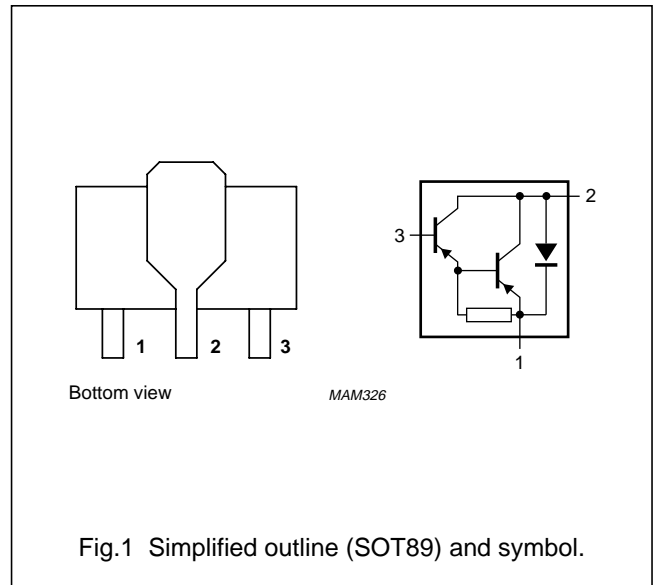 2
3
1
1 2 3
Bottom view
MAM326
Fig.1 Simplified outline (SOT89) and symbol.